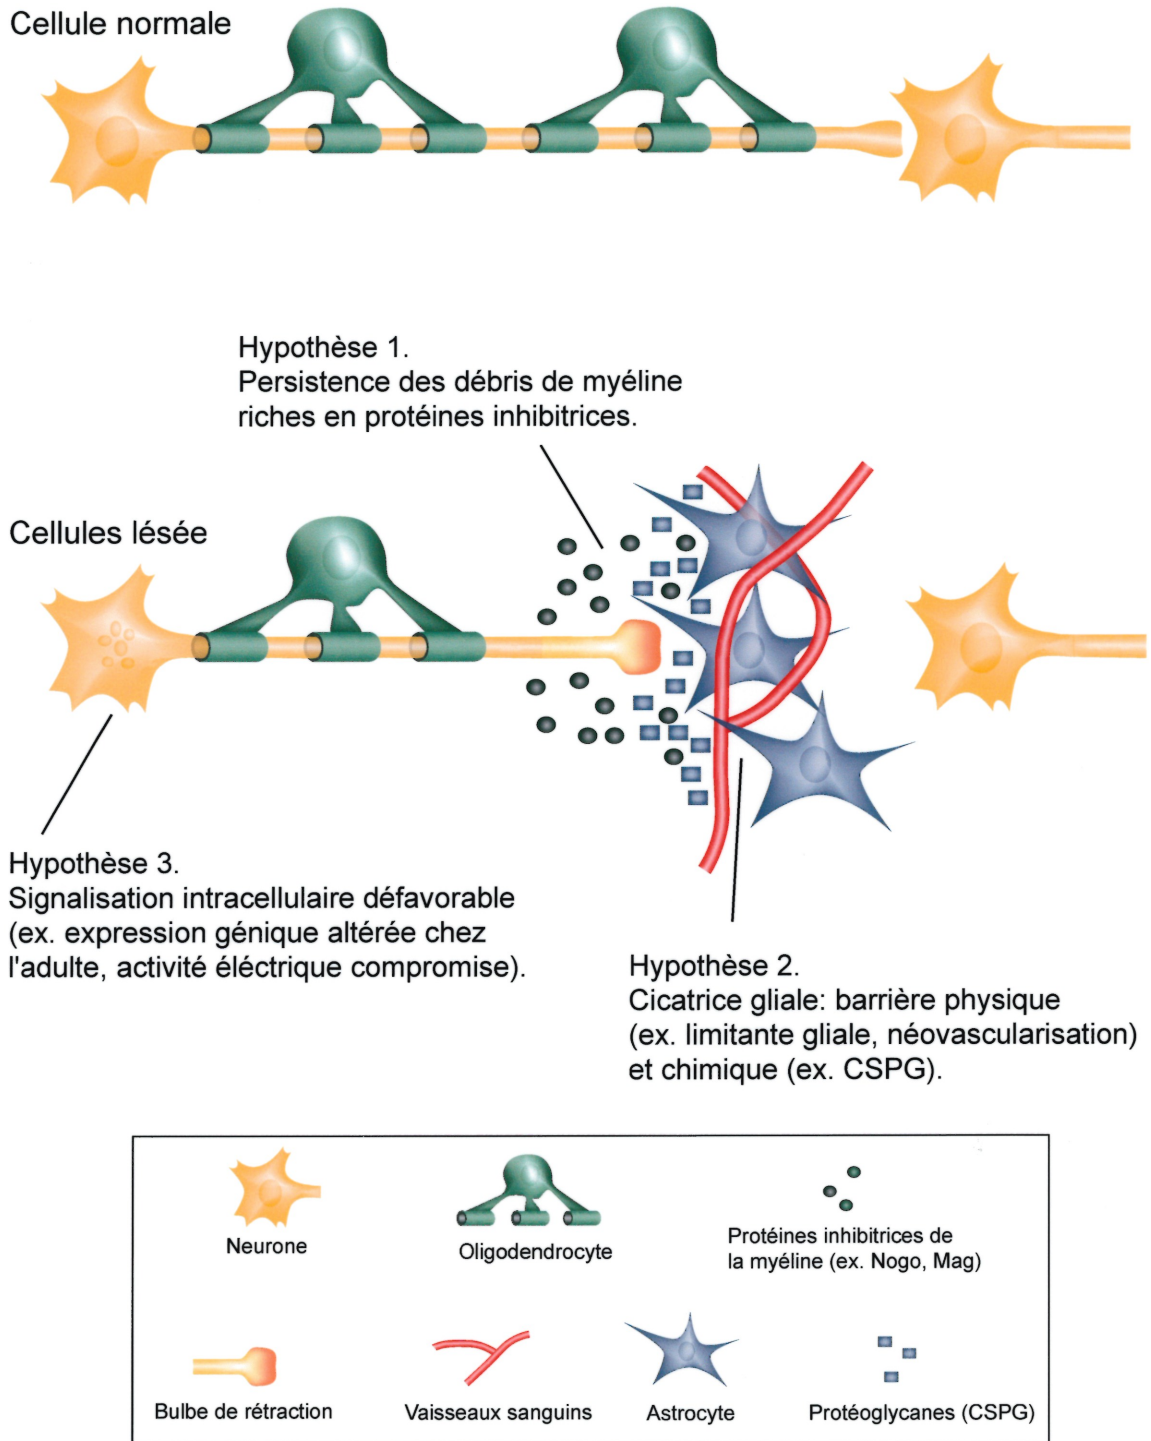 Cellule normale
Hypothèse 1.
Persistence des débris de myéline
riches en protéines inhibitrices.
Cellules lésée
Hypothèse 3.
Signalisation intracellulaire défavorable
(ex. expression génique altérée chez
l'adulte, activité éléctrique compromise).
Hypothèse 2.
Cicatrice gliale: barrière physique
(ex. limitante gliale, néovascularisation)
et chimique (ex. CSPG).
Neurone
Oligodendrocyte
Protéines inhibitrices de
la myéline (ex. Nogo, Mag)
Bulbe de rétraction
Vaisseaux sanguins
Astrocyte
Protéoglycanes (CSPG)